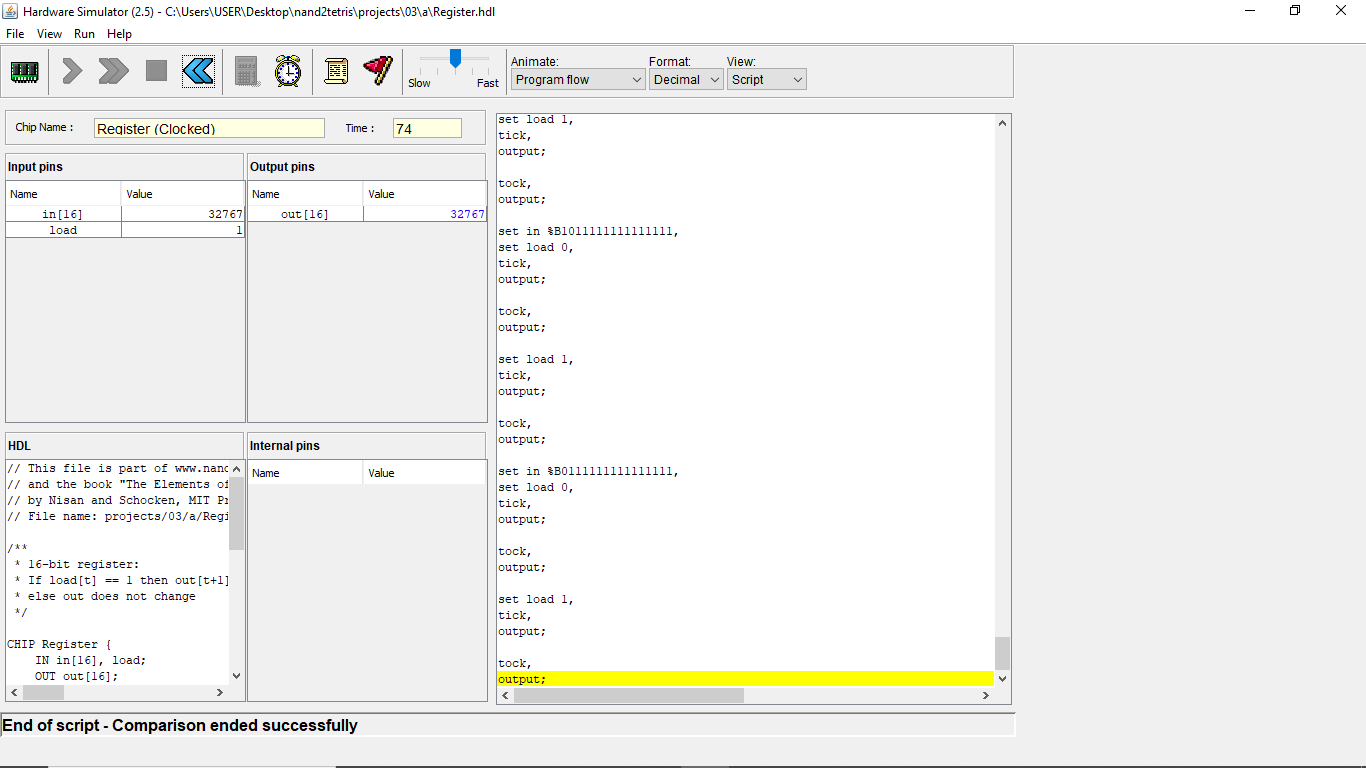 Hardware Simulator (2.5) - C:\Users\USER\Desktop\nand2tetris\projects\03\a\Register.hdl
File View Run Help
Slow Fast
Animate: Format: View:
Program flow Decimal Script
Chip Name : Register (Clocked) Time : 74
Input pins
Name Value
in[16] 32767
load 1
Output pins
Name Value
out[16] 32767
HDL
// This file is part of www.nand
// and the book "The Elements of
// by Nisan and Schocken, MIT Pr
// File name: projects/03/a/Regi
/**
* 16-bit register:
* If load[t] == 1 then out[t+1]
* else out does not change
*/
CHIP Register {
IN in[16], load;
OUT out[16];
Internal pins
Name Value
set load 1,
tick,
output;
tock,
output;
set in %B1011111111111111,
set load 0,
tick,
output;
tock,
output;
set load 1,
tick,
output;
tock,
output;
set in %B0111111111111111,
set load 0,
tick,
output;
tock,
output;
set load 1,
tick,
output;
tock,
output;
End of script - Comparison ended successfully